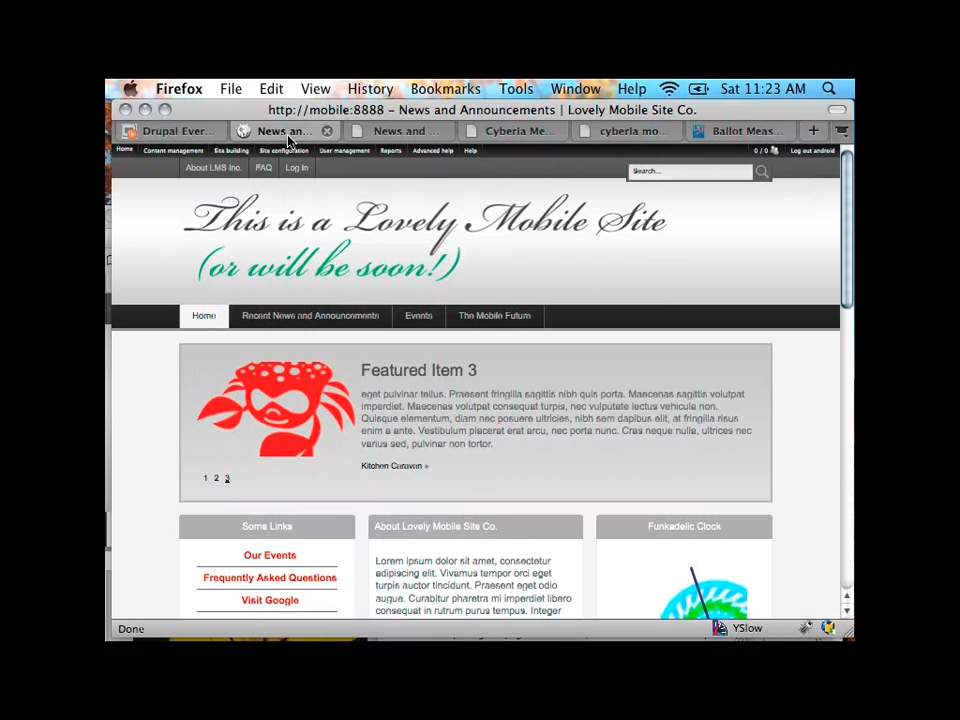 Firefox File Edit View History Bookmarks Tools Window Help Sat 11:23 AM
http://mobile:8888 – News and Announcements | Lovely Mobile Site Co.
Drupal Ever... News an... News and ... Cyberia Me... cyberia mo... Ballot Meas...
Home Content management Site building Site configuration User management Reports Advanced help Help 0 / 0 Log out android
About LMS Inc. FAQ Log In Search...
This is a Lovely Mobile Site
(or will be soon!)
Home Recent News and Announcements Events The Mobile Future
Featured Item 3
eget pulvinar tellus. Praesent fringilla sagittis nibh quis porta. Maecenas sagittis volutpat
imperdiet. Maecenas volutpat consequat turpis, nec vulputate lectus vehicula non.
Quisque elementum, diam nec posuere ultricies, nibh sem dapibus elit, at fringilla risus
enim a ante. Vestibulum placerat erat arcu, nec porta nunc. Cras neque nulla, ultrices nec
varius sed, pulvinar non tortor.
Kitchen Caravan »
1 2 3
Some Links
Our Events
Frequently Asked Questions
Visit Google
About Lovely Mobile Site Co.
Lorem ipsum dolor sit amet, consectetur
adipiscing elit. Vivamus tempor orci eget
turpis auctor tincidunt. Praesent eget odio
augue. Curabitur pharetra mi imperdiet libero
consequat in rutrum purus tempus. Integer
Funkadelic Clock
Done YSlow